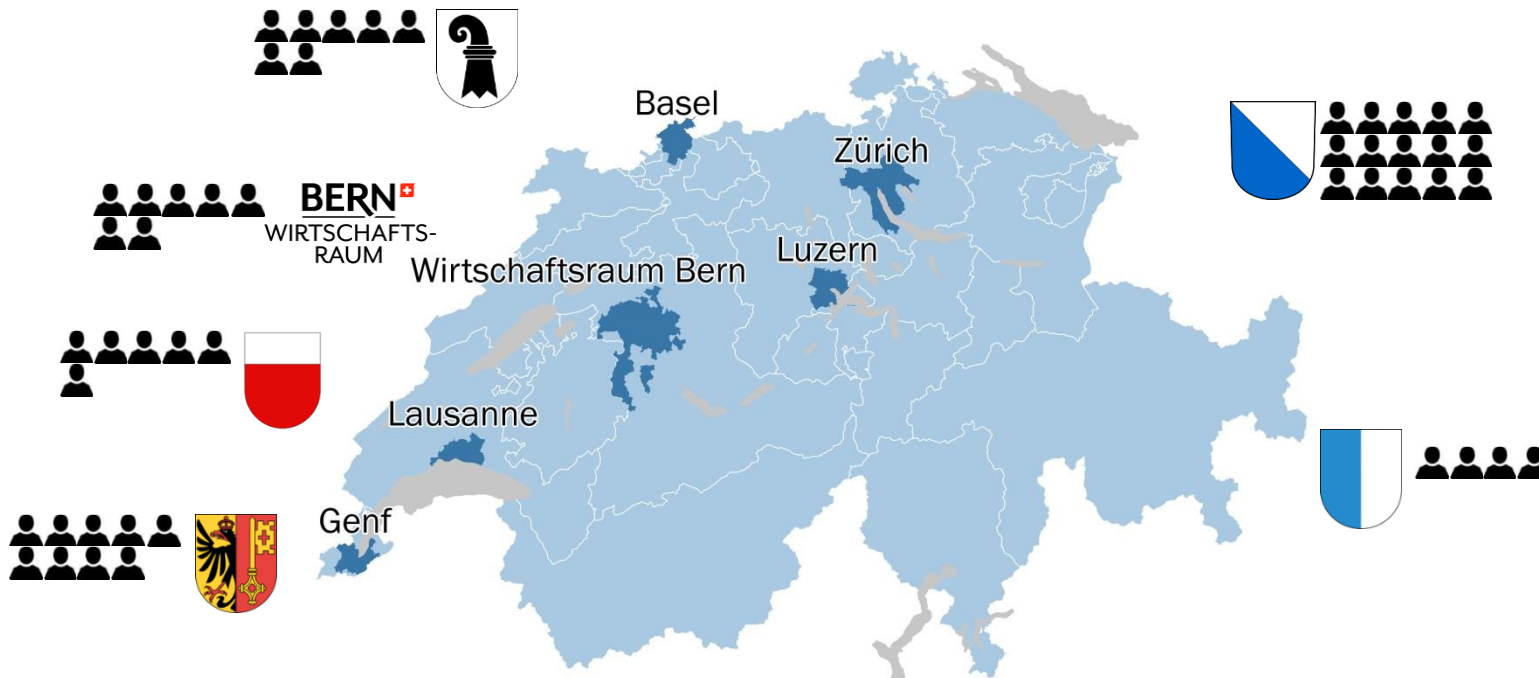 Basel
Zürich
BERN
WIRTSCHAFTS-
RAUM
Luzern
Wirtschaftsraum Bern
Lausanne
Genf